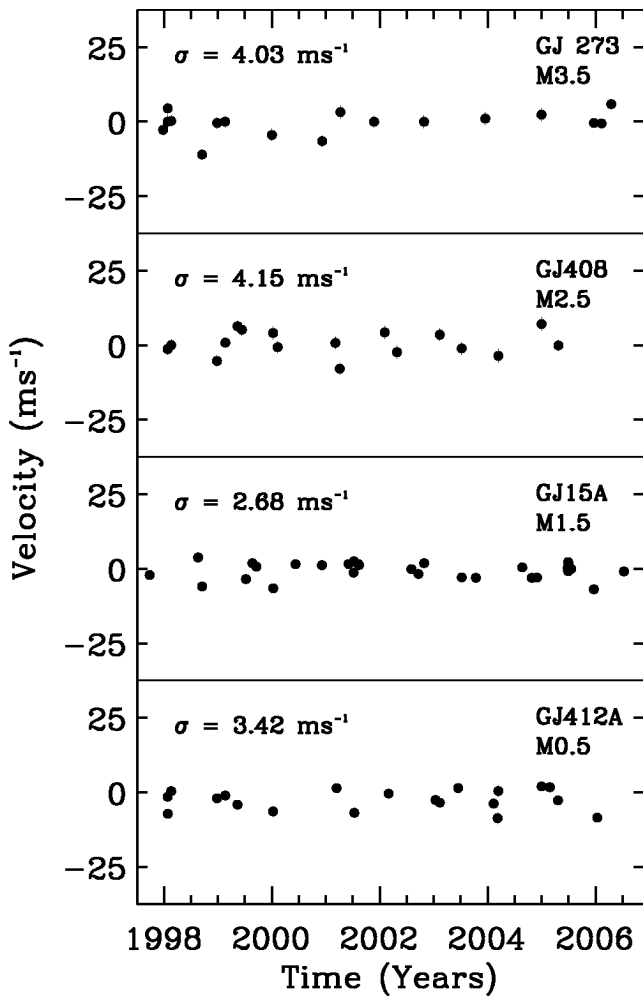 Velocity (ms⁻¹)
25
0
−25
σ = 4.03 ms⁻¹
GJ 273
M3.5
25
0
−25
σ = 4.15 ms⁻¹
GJ408
M2.5
25
0
−25
σ = 2.68 ms⁻¹
GJ15A
M1.5
25
0
−25
σ = 3.42 ms⁻¹
GJ412A
M0.5
1998 2000 2002 2004 2006
Time (Years)